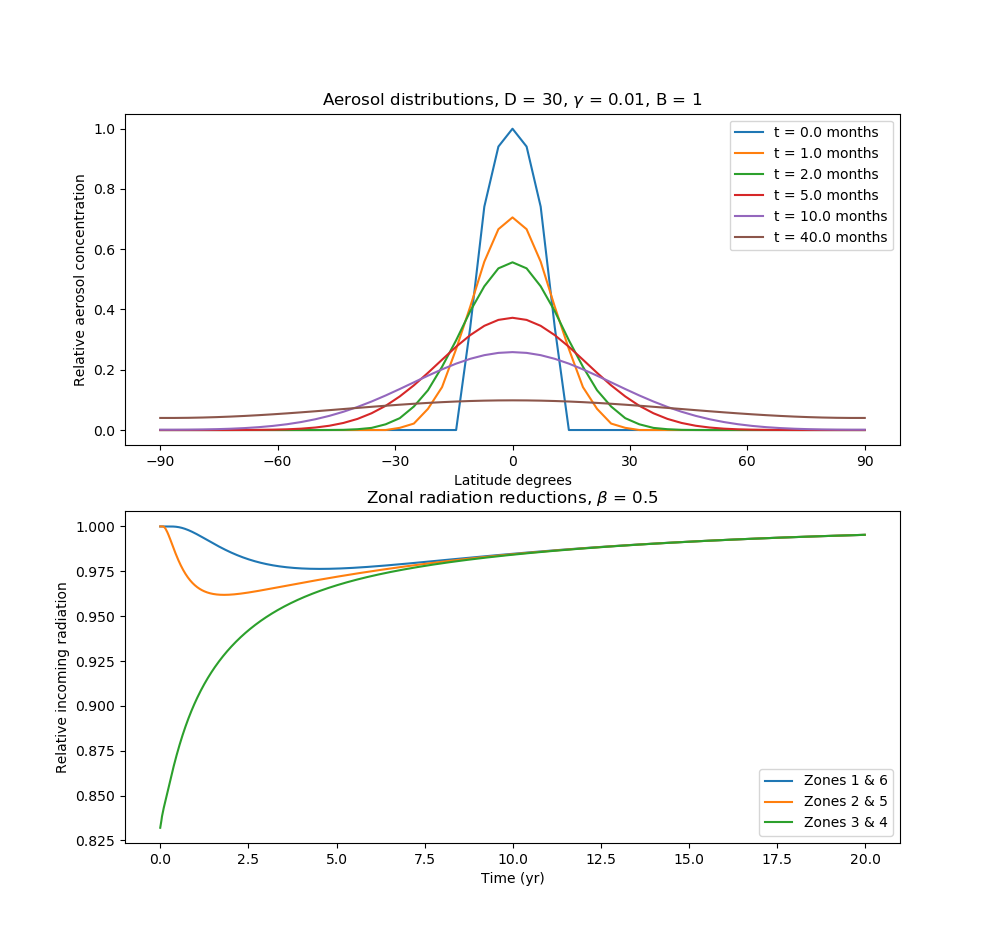 Aerosol distributions, D = 30, γ = 0.01, B = 1
Relative aerosol concentration
1.0
0.8
0.6
0.4
0.2
0.0
t = 0.0 months
t = 1.0 months
t = 2.0 months
t = 5.0 months
t = 10.0 months
t = 40.0 months
−90 −60 −30 0 30 60 90
Latitude degrees
Zonal radiation reductions, β = 0.5
Relative incoming radiation
1.000
0.975
0.950
0.925
0.900
0.875
0.850
0.825
Zones 1 & 6
Zones 2 & 5
Zones 3 & 4
0.0 2.5 5.0 7.5 10.0 12.5 15.0 17.5 20.0
Time (yr)